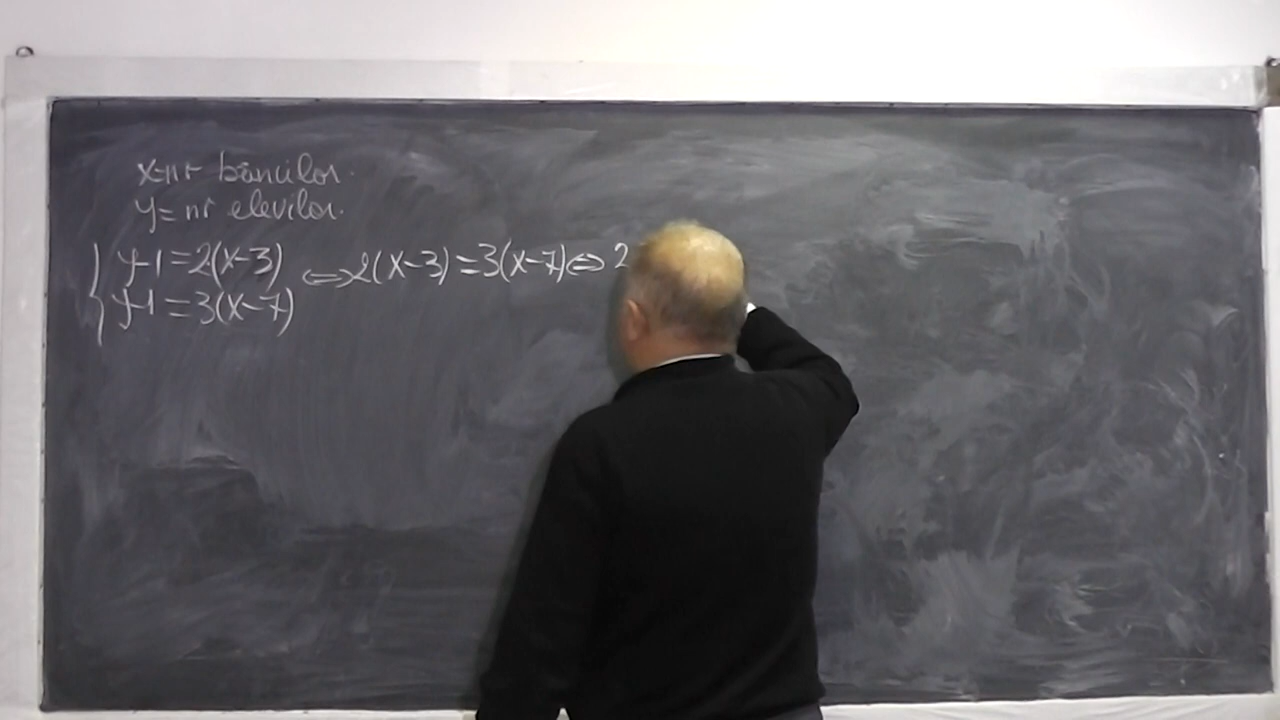 x=nr băncilor.
y=nr elevilor.
{ y-1=2(x-3) ⇔ 2(x-3)=3(x-7) ⇔ 2
y-1=3(x-7)